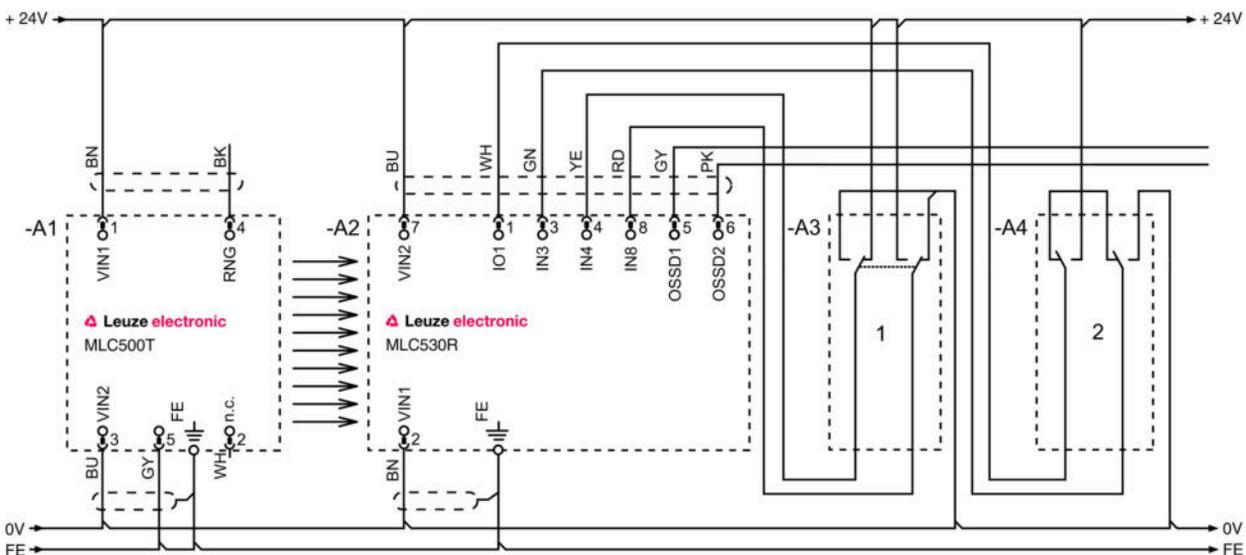 + 24V
+ 24V
BN
BK
BU
WH
GN
YE
RD
GY
PK
-A1
1
4
-A2
7
1
3
4
8
5
6
-A3
-A4
VIN1
RNG
VIN2
IO1
IN3
IN4
IN8
OSSD1
OSSD2
Leuze electronic
MLC500T
Leuze electronic
MLC530R
1
2
VIN2
FE
n.c.
VIN1
FE
3
5
2
2
BU
GY
WH
BN
0V
0V
FE
FE